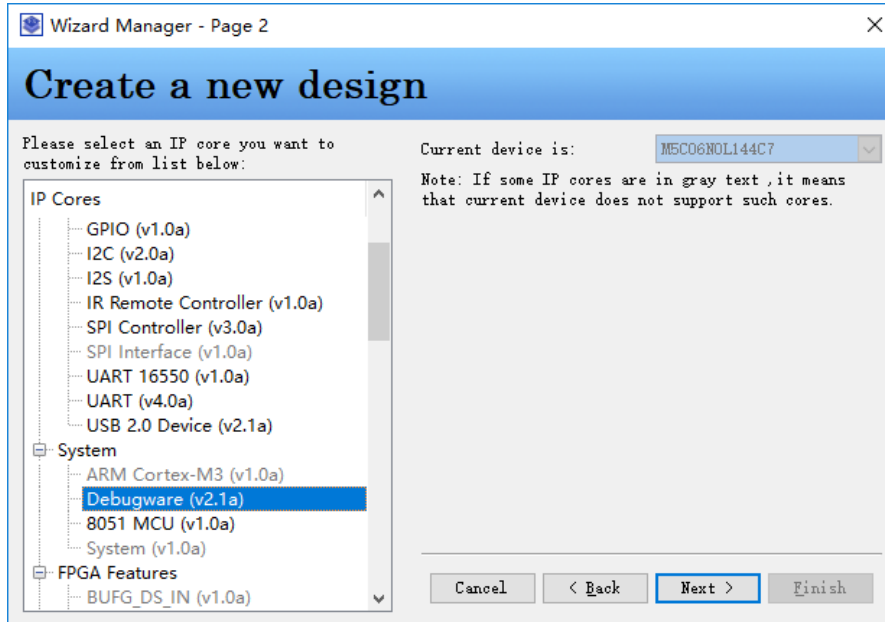 Wizard Manager - Page 2
Create a new design
Please select an IP core you want to
customize from list below:
IP Cores
GPIO (v1.0a)
I2C (v2.0a)
I2S (v1.0a)
IR Remote Controller (v1.0a)
SPI Controller (v3.0a)
SPI Interface (v1.0a)
UART 16550 (v1.0a)
UART (v4.0a)
USB 2.0 Device (v2.1a)
System
ARM Cortex-M3 (v1.0a)
Debugware (v2.1a)
8051 MCU (v1.0a)
System (v1.0a)
FPGA Features
BUFG_DS_IN (v1.0a)
Current device is:
M5C06N0L144C7
Note: If some IP cores are in gray text ,it means
that current device does not support such cores.
Cancel
< Back
Next >
Finish